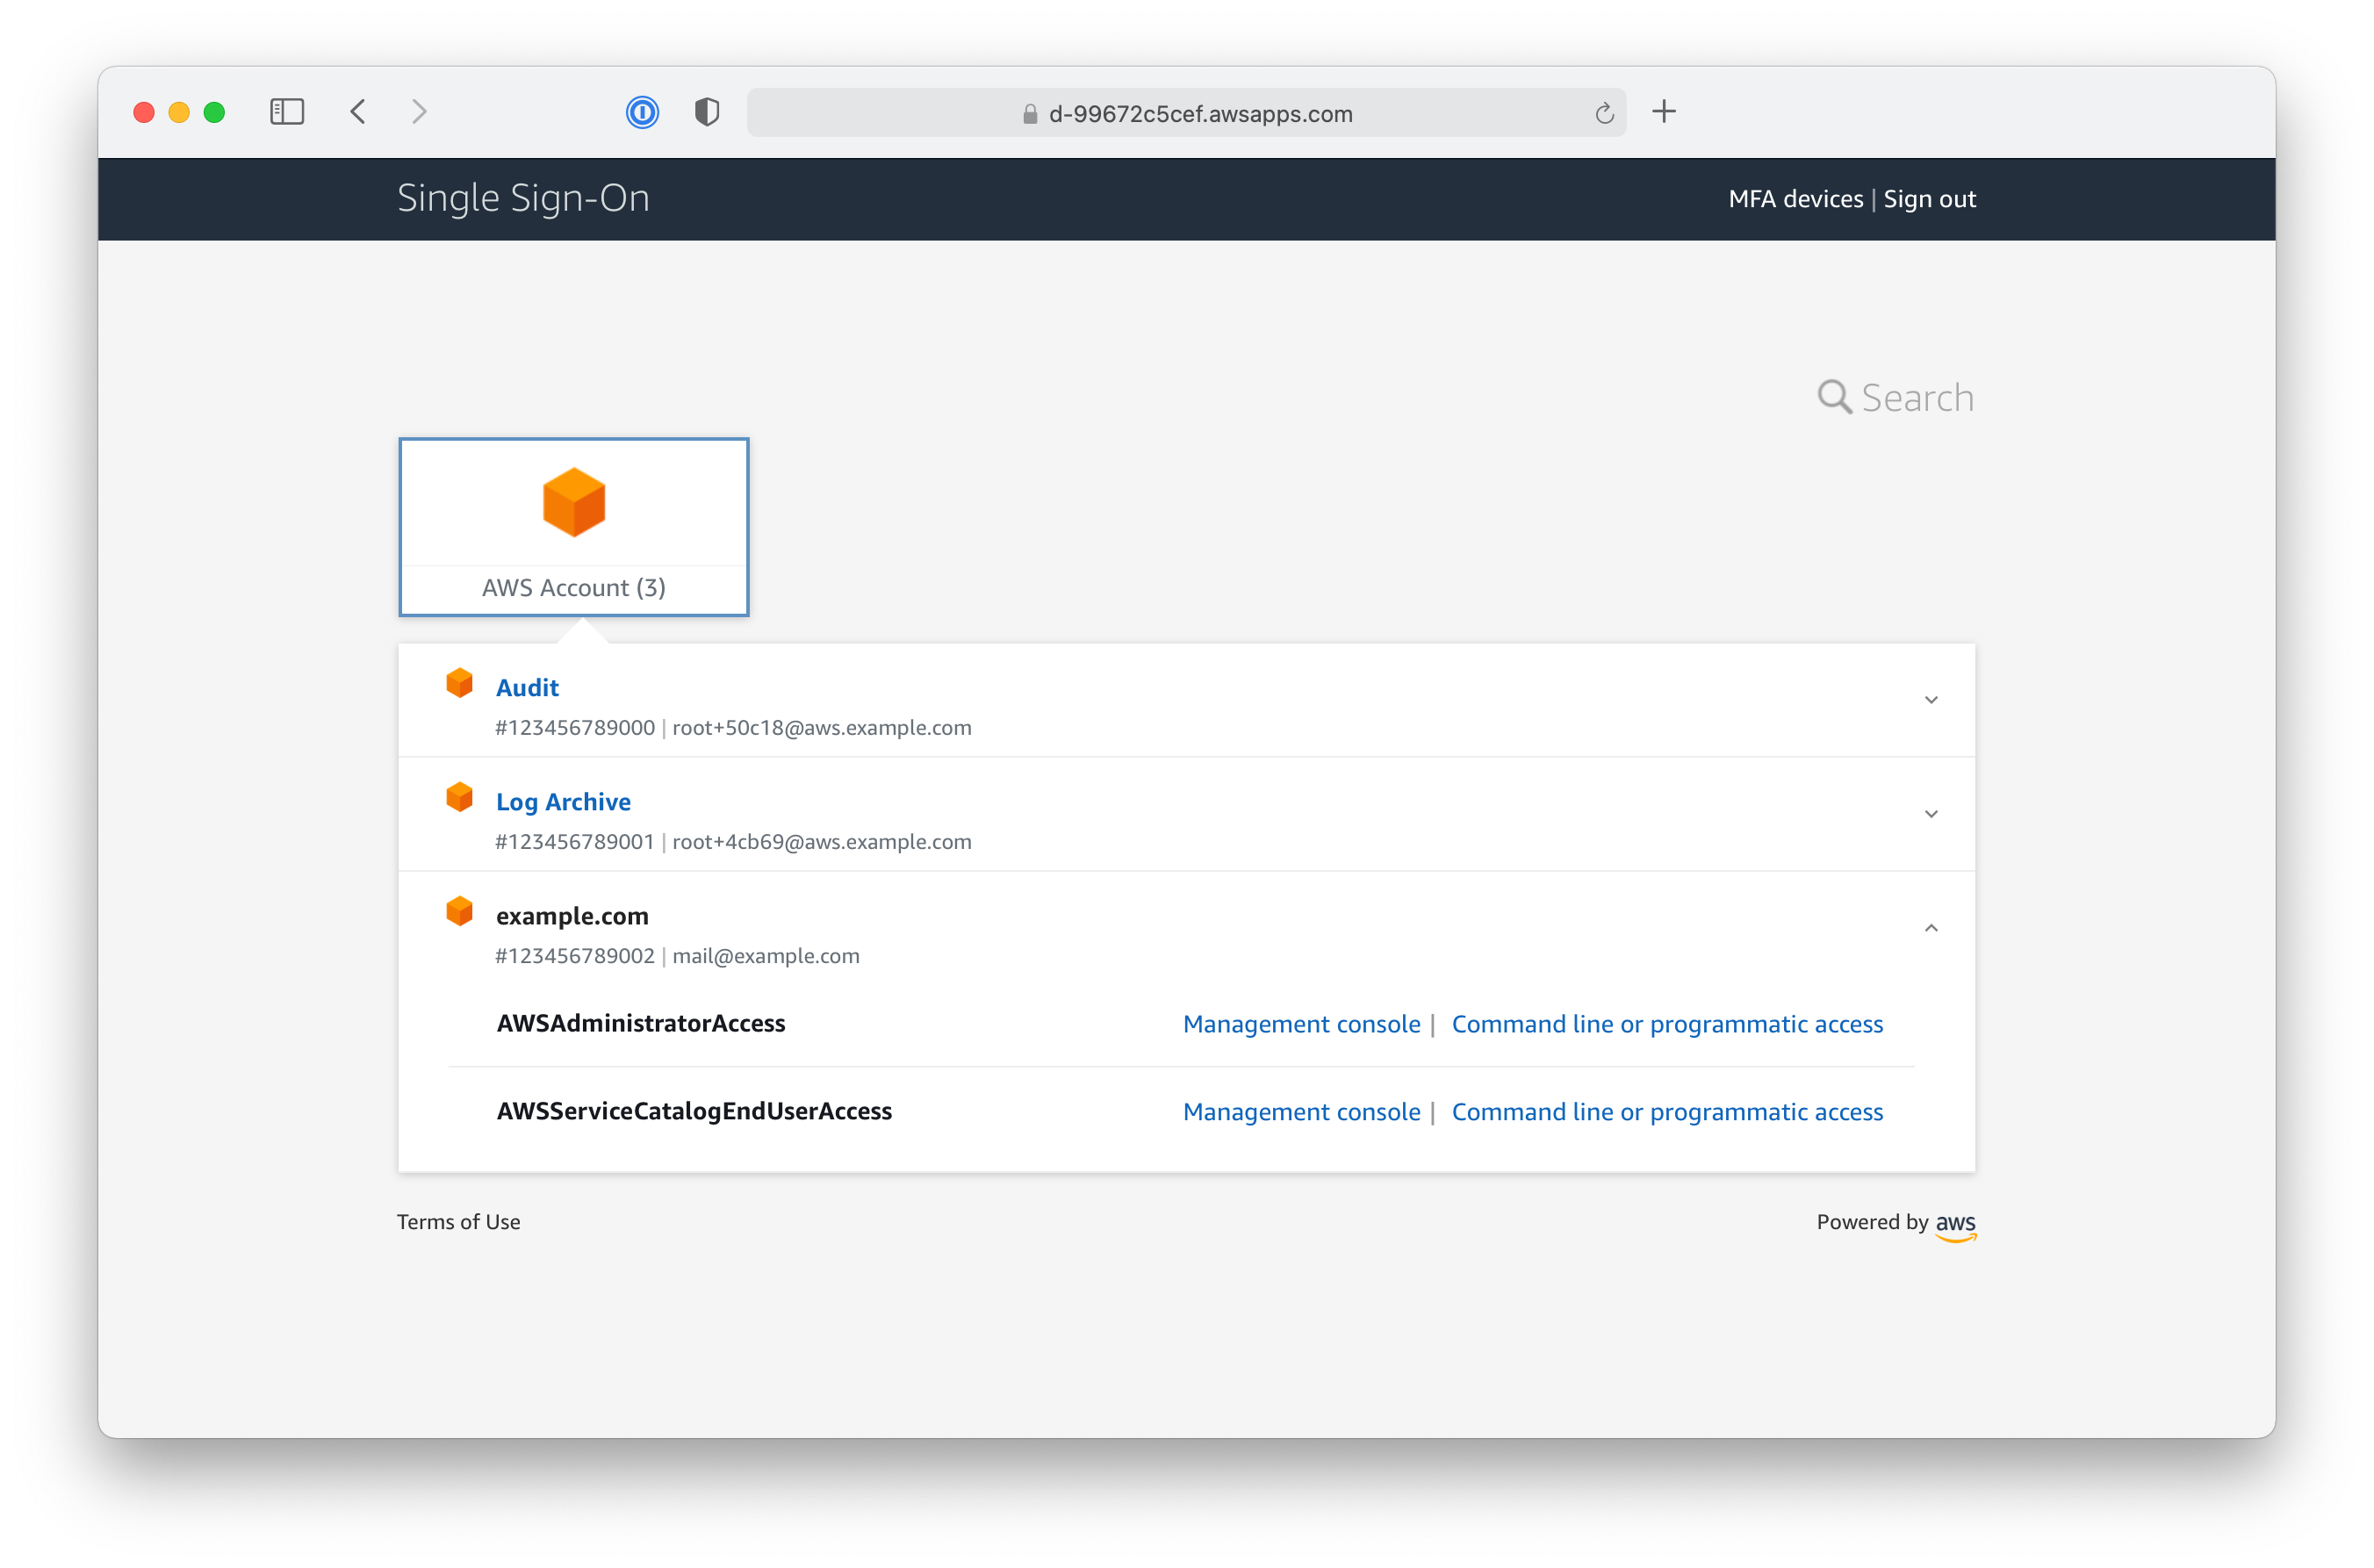 d-99672c5cef.awsapps.com
Single Sign-On
MFA devices | Sign out
Search
AWS Account (3)
Audit
#123456789000 | root+50c18@aws.example.com
Log Archive
#123456789001 | root+4cb69@aws.example.com
example.com
#123456789002 | mail@example.com
AWSAdministratorAccess Management console | Command line or programmatic access
AWSServiceCatalogEndUserAccess Management console | Command line or programmatic access
Terms of Use Powered by aws